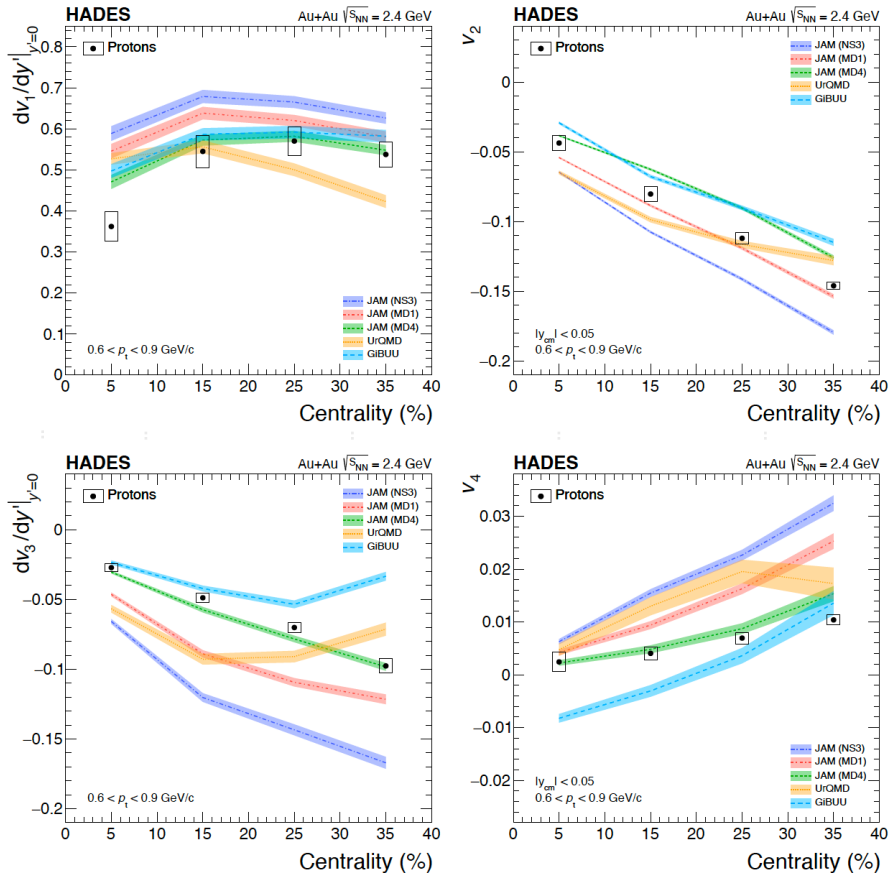 HADES Au+Au √S_NN = 2.4 GeV
dv₁/dy'|y'=0
Protons
0.8
0.7
0.6
0.5
0.4
0.3
0.2
0.1
0
JAM (NS3)
JAM (MD1)
JAM (MD4)
UrQMD
GiBUU
0.6 < pₜ < 0.9 GeV/c
0 5 10 15 20 25 30 35 40
Centrality (%)
HADES Au+Au √S_NN = 2.4 GeV
v₂
Protons
JAM (NS3)
JAM (MD1)
JAM (MD4)
UrQMD
GiBUU
0
−0.05
−0.1
−0.15
−0.2
|y_cm| < 0.05
0.6 < pₜ < 0.9 GeV/c
0 5 10 15 20 25 30 35 40
Centrality (%)
HADES Au+Au √S_NN = 2.4 GeV
dv₃/dy'|y'=0
Protons
JAM (NS3)
JAM (MD1)
JAM (MD4)
UrQMD
GiBUU
0
−0.05
−0.1
−0.15
−0.2
0.6 < pₜ < 0.9 GeV/c
0 5 10 15 20 25 30 35 40
Centrality (%)
HADES Au+Au √S_NN = 2.4 GeV
v₄
Protons
0.03
0.02
0.01
0
−0.01
−0.02
JAM (NS3)
JAM (MD1)
JAM (MD4)
UrQMD
GiBUU
|y_cm| < 0.05
0.6 < pₜ < 0.9 GeV/c
0 5 10 15 20 25 30 35 40
Centrality (%)